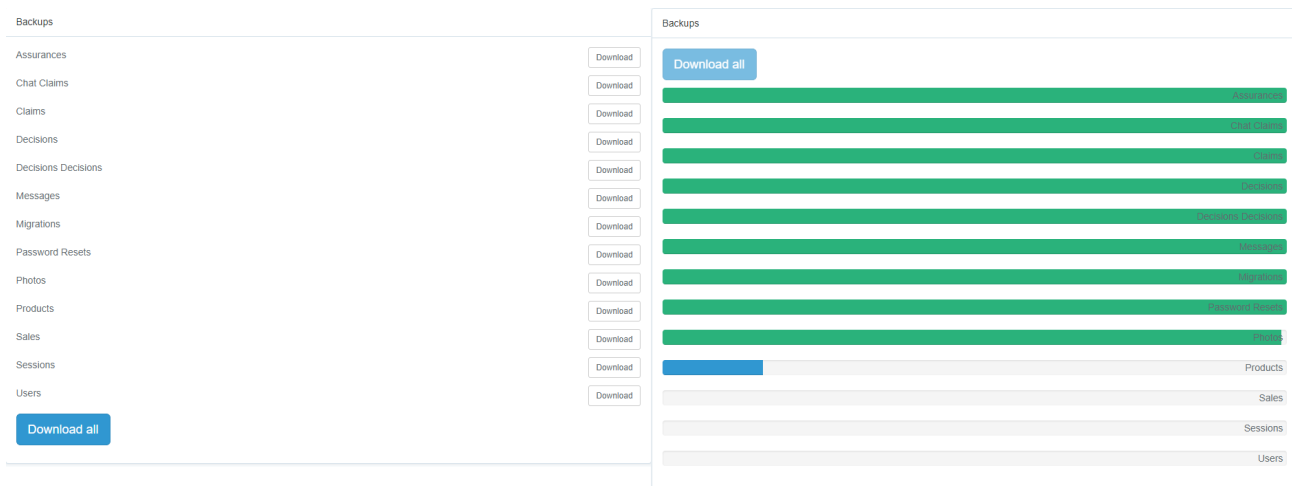 Backups
Assurances Download
Chat Claims Download
Claims Download
Decisions Download
Decisions Decisions Download
Messages Download
Migrations Download
Password Resets Download
Photos Download
Products Download
Sales Download
Sessions Download
Users Download
Download all
Backups
Download all
Assurances
Chat Claims
Claims
Decisions
Decisions Decisions
Messages
Migrations
Password Resets
Photos
Products
Sales
Sessions
Users